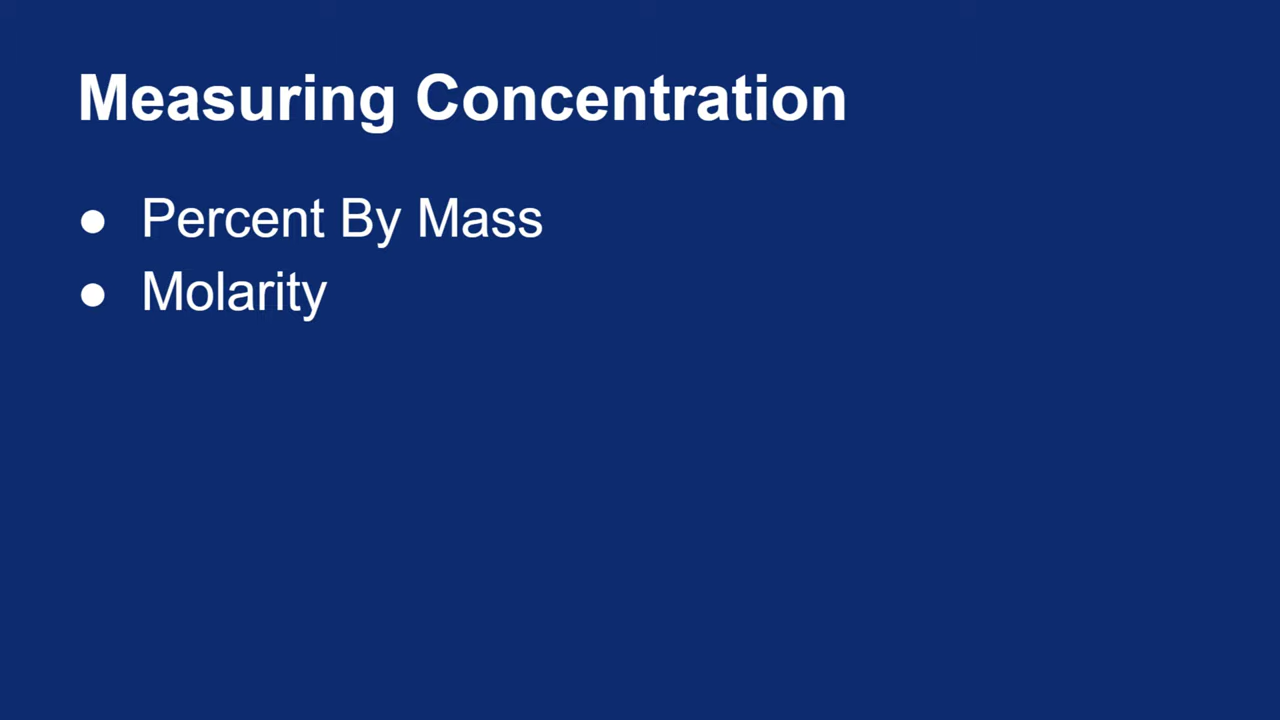 Measuring Concentration
● Percent By Mass
● Molarity